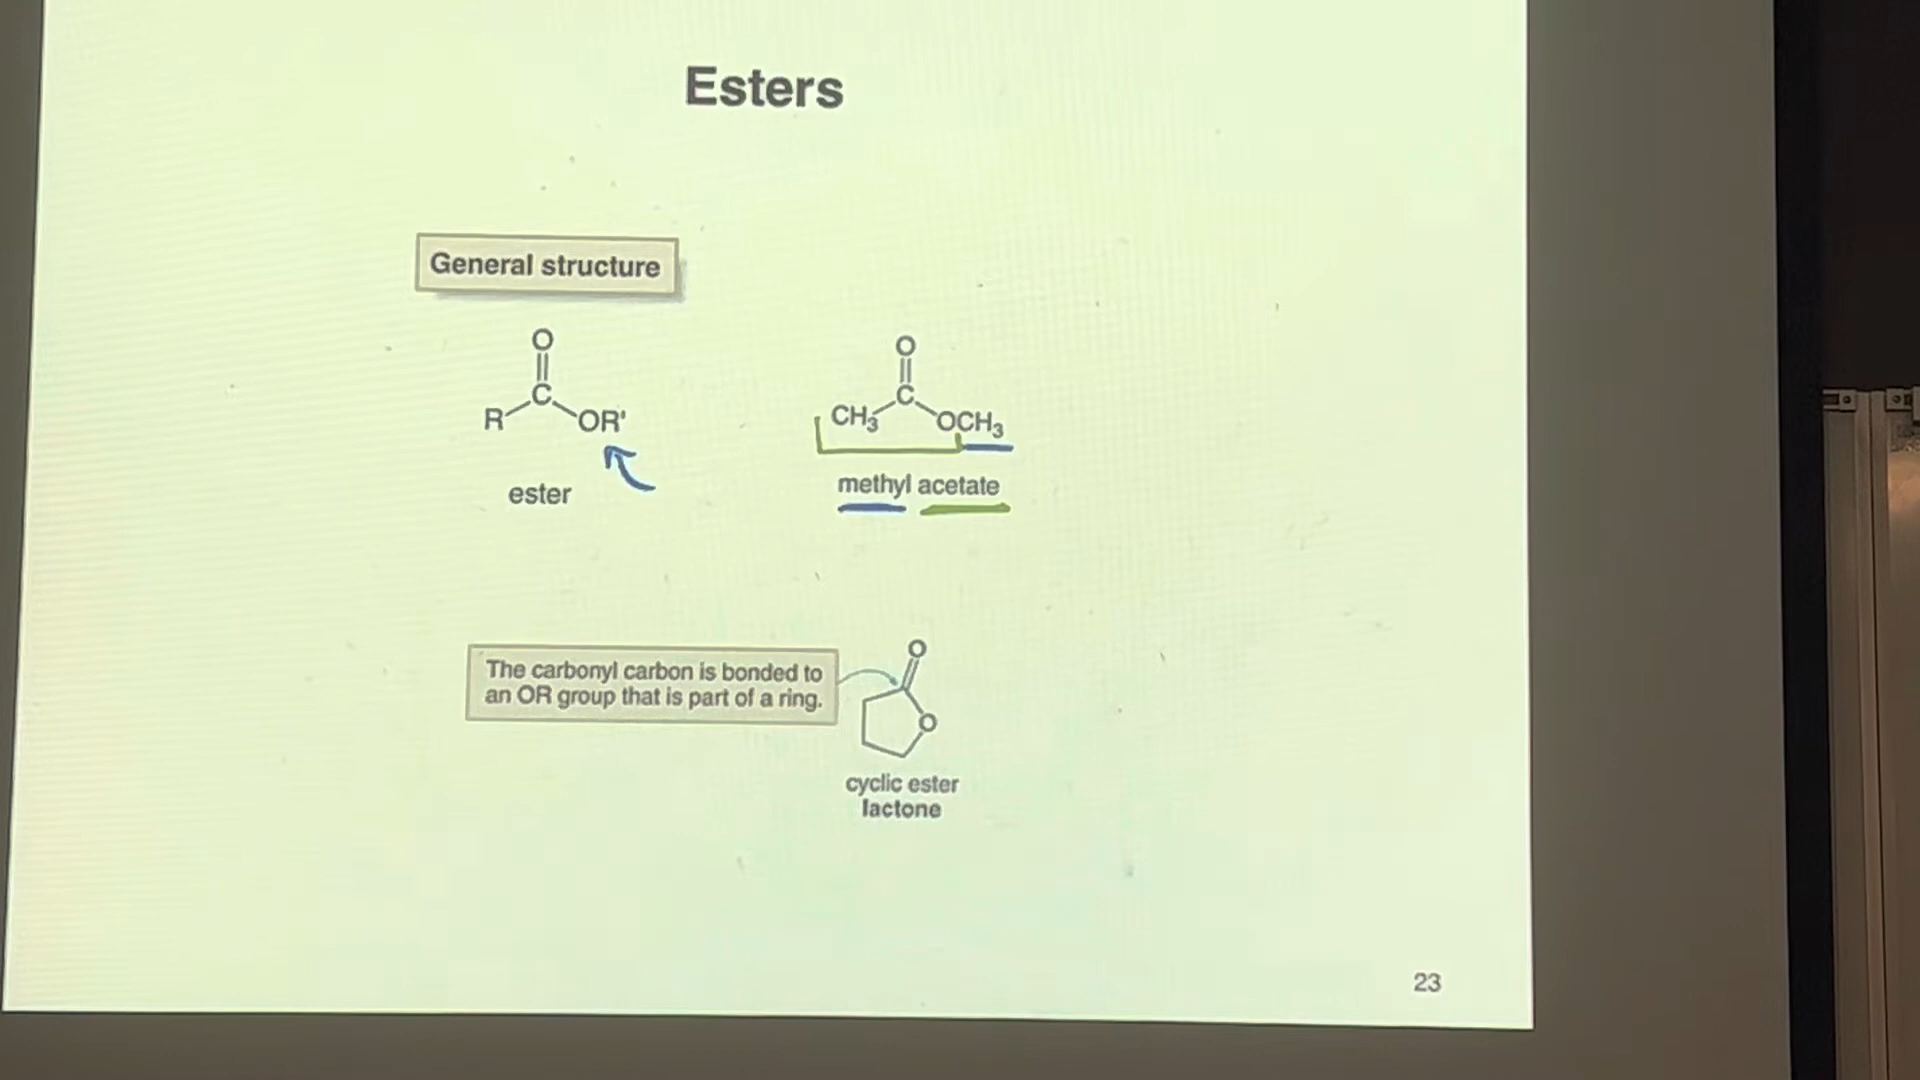 Esters
General structure
O
C
R
OR'
ester
O
C
CH₃
OCH₃
methyl acetate
The carbonyl carbon is bonded to
an OR group that is part of a ring.
O
O
cyclic ester
lactone
23